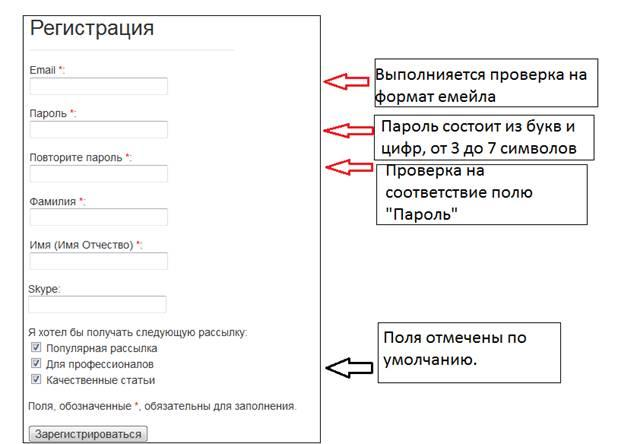 Регистрация
Email *:
Выполнияется проверка на
формат емейла
Пароль *:
Пароль состоит из букв и
цифр, от 3 до 7 символов
Повторите пароль *:
Проверка на
соответствие полю
"Пароль"
Фамилия *:
Имя (Имя Отчество) *:
Skype:
Я хотел бы получать следующую рассылку:
Популярная рассылка
Для профессионалов
Качественные статьи
Поля отмечены по
умолчанию.
Поля, обозначенные *, обязательны для заполнения.
Зарегистрироваться